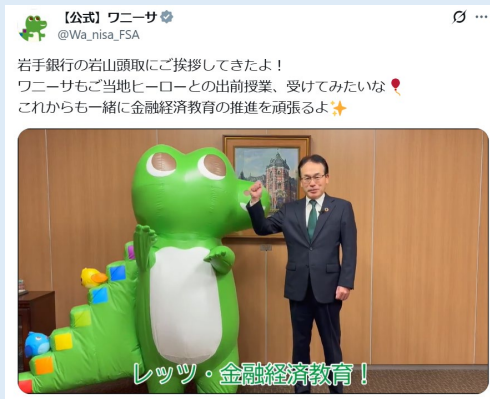 【公式】ワニーサ
@Wa_nisa_FSA
岩手銀行の岩山頭取にご挨拶してきたよ！
ワニーサもご当地ヒーローとの出前授業、受けてみたいな🎈
これからも一緒に金融経済教育の推進を頑張るよ✨
レッツ・金融経済教育！